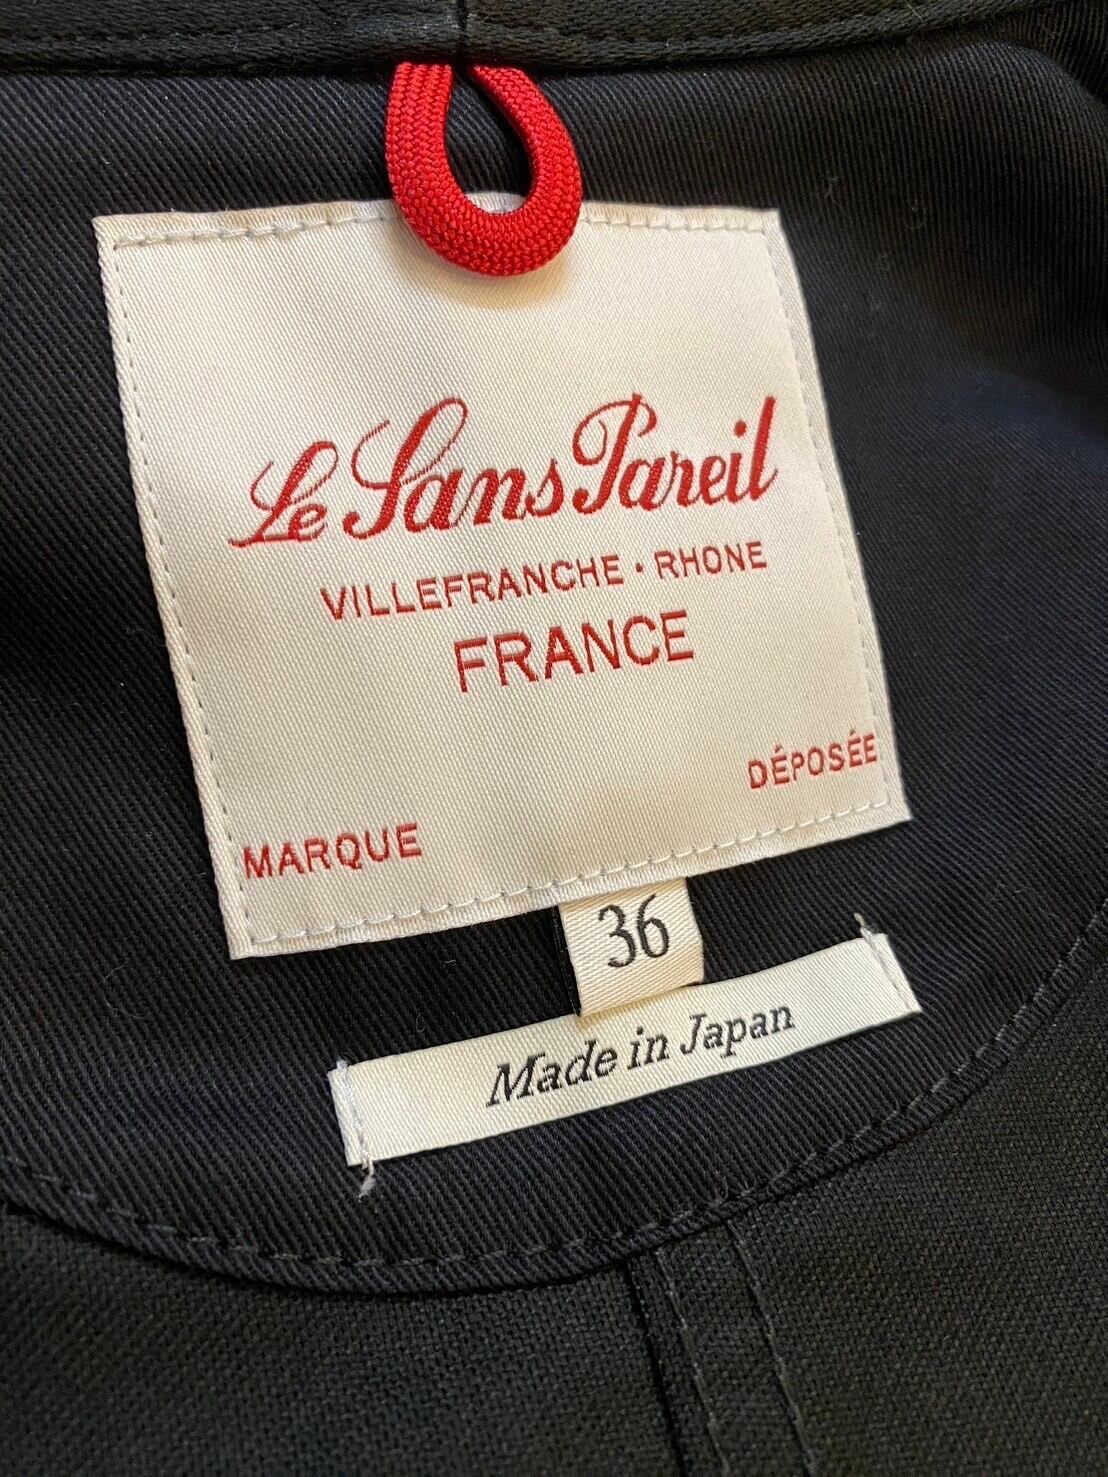 Le Sans Pareil
VILLEFRANCHE · RHONE
FRANCE
DÉPOSÉE
MARQUE
36
Made in Japan